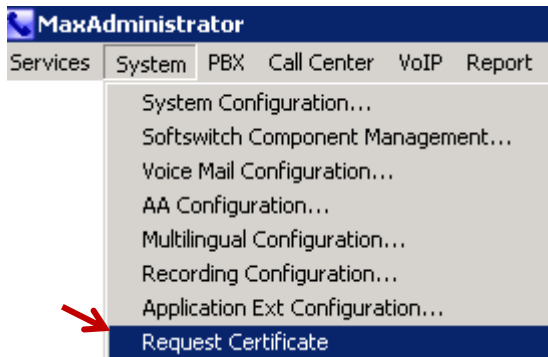 MaxAdministrator
Services System PBX Call Center VoIP Report
System Configuration...
Softswitch Component Management...
Voice Mail Configuration...
AA Configuration...
Multilingual Configuration...
Recording Configuration...
Application Ext Configuration...
Request Certificate